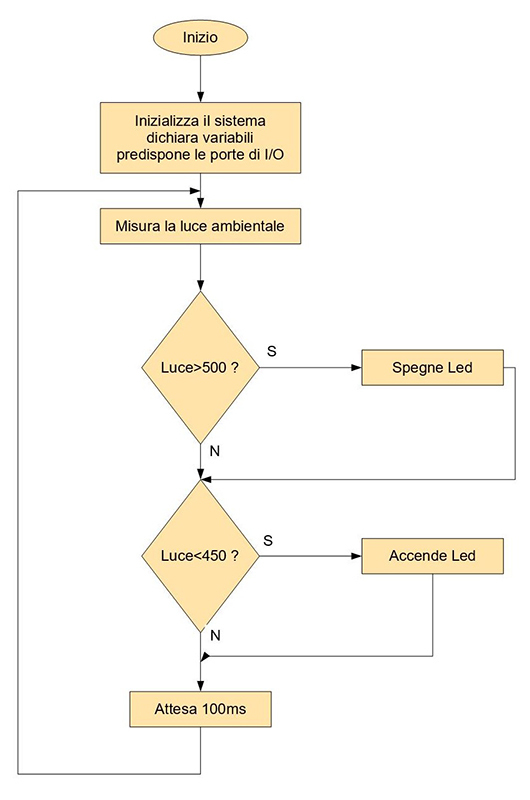 Inizio
Inizializza il sistema
dichiara variabili
predispone le porte di I/O
Misura la luce ambientale
Luce>500 ?
S
Spegne Led
N
Luce<450 ?
S
Accende Led
N
Attesa 100ms